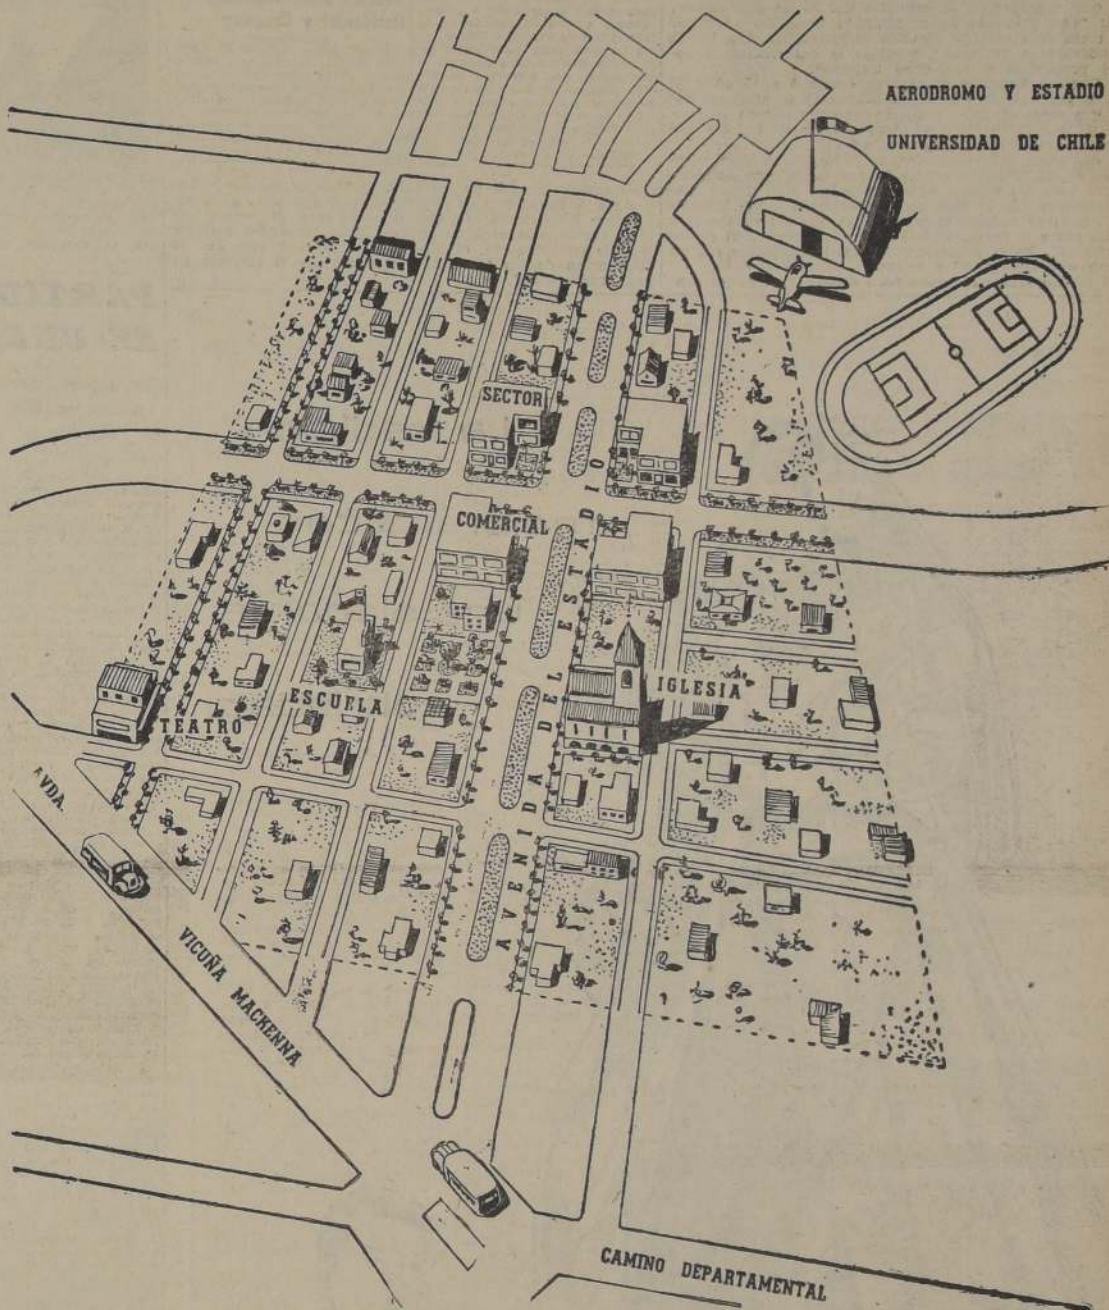 AERODROMO Y ESTADIO
UNIVERSIDAD DE CHILE
SECTOR
COMERCIAL
AVENIDA DEL ESTADIO
IGLESIA
ESCUELA
TEATRO
AVDA.
VICUÑA MACKENNA
CAMINO DEPARTAMENTAL